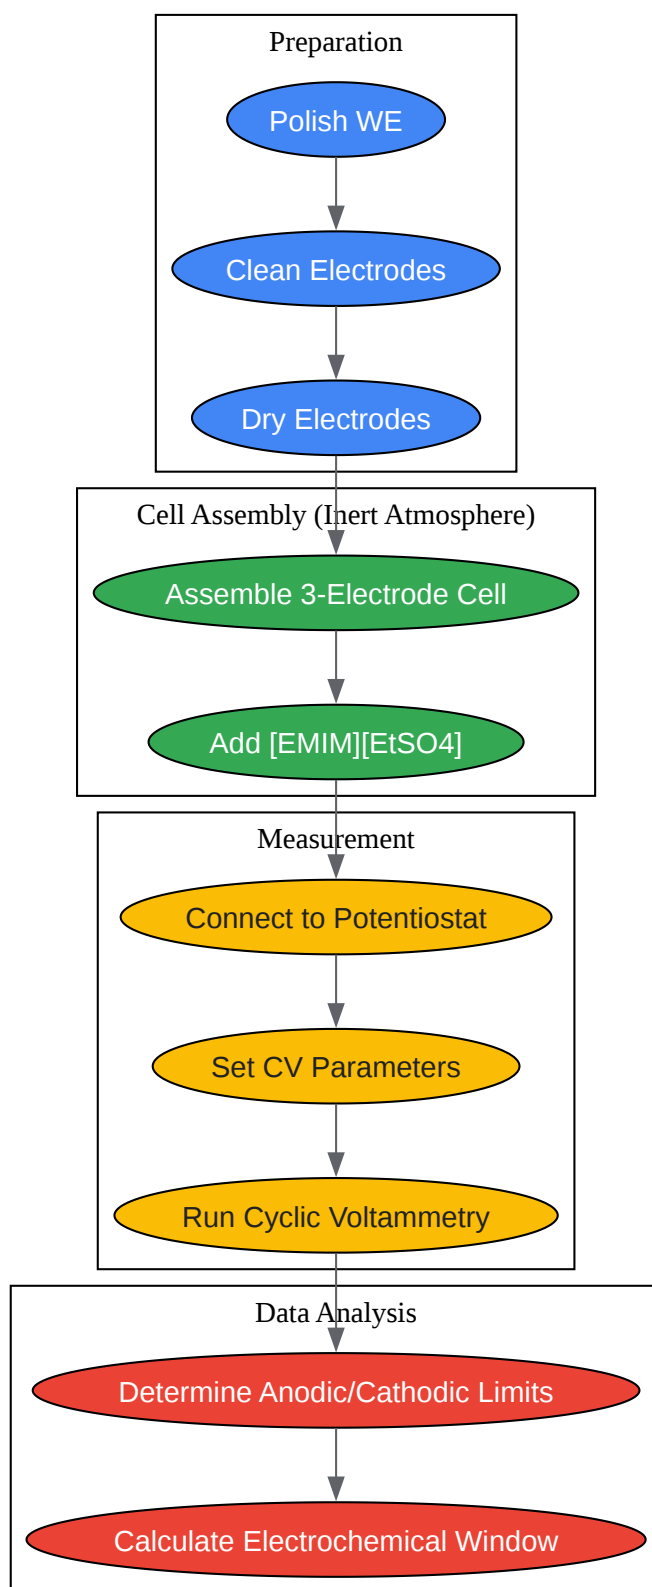 Preparation
Polish WE
Clean Electrodes
Dry Electrodes
Cell Assembly (Inert Atmosphere)
Assemble 3-Electrode Cell
Add [EMIM][EtSO4]
Measurement
Connect to Potentiostat
Set CV Parameters
Run Cyclic Voltammetry
Data Analysis
Determine Anodic/Cathodic Limits
Calculate Electrochemical Window